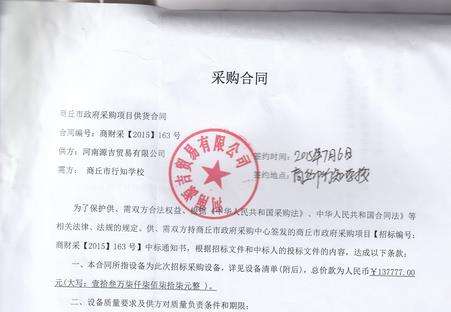 采购合同
商丘市政府采购项目供货合同
合同编号：商财采【2015】163号
供方：河南源吉贸易有限公司
签约时间：2015年7月6日
需方： 商丘市行知学校
签约地点：商丘市行知学校
河南源吉贸易有限公司
为了保护供、需双方合法权益，根据《中华人民共和国采购法》、中华人民共和国合同法》等
相关法律、法规的规定，供、需双方持商丘市政府采购中心签发的商丘市政府采购项目【招标编号：
商财采【2015】163号】中标通知书，根据招标文件和中标人的投标文件的内容，达成以下条款：
一、本合同所指设备为此次招标采购设备，详见设备清单(附后)，总价款为人民币￥137777.00
元(大写：壹拾叁万柒仟柒佰柒拾柒元整 )。
二、设备质量要求及供方对质量负责条件和期限：